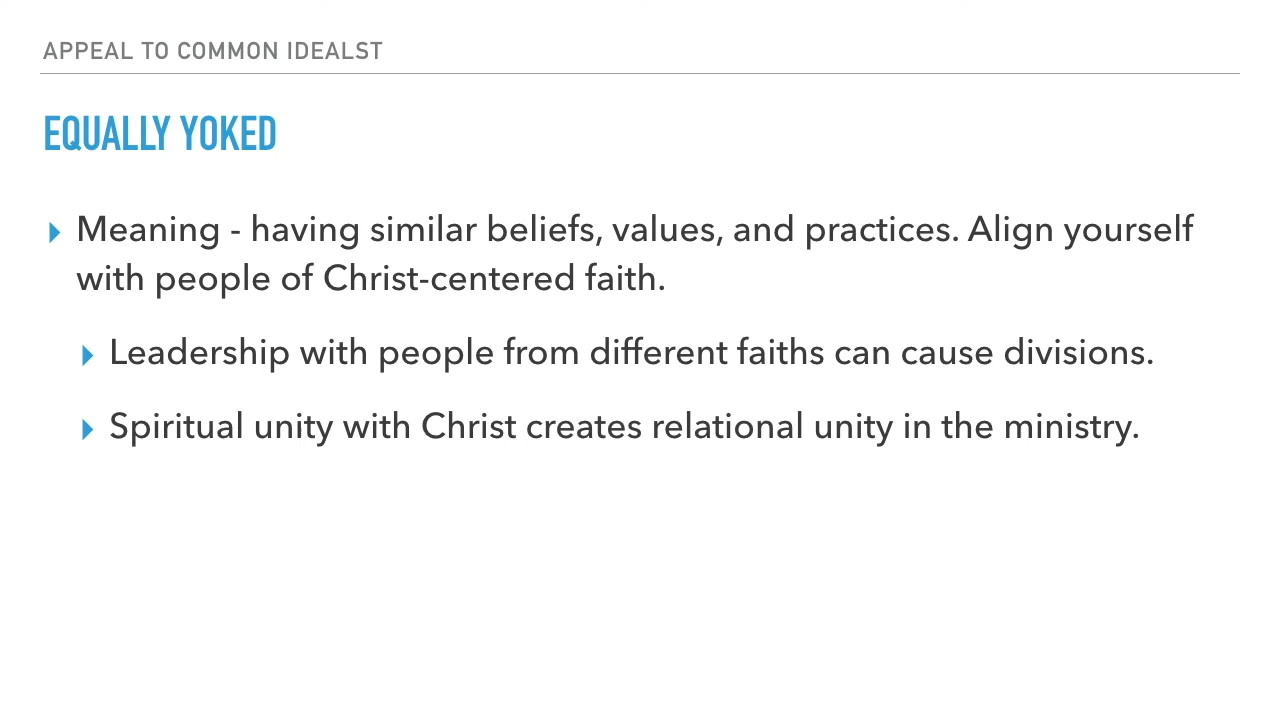 APPEAL TO COMMON IDEALST
EQUALLY YOKED
Meaning - having similar beliefs, values, and practices. Align yourself
with people of Christ-centered faith.
Leadership with people from different faiths can cause divisions.
Spiritual unity with Christ creates relational unity in the ministry.